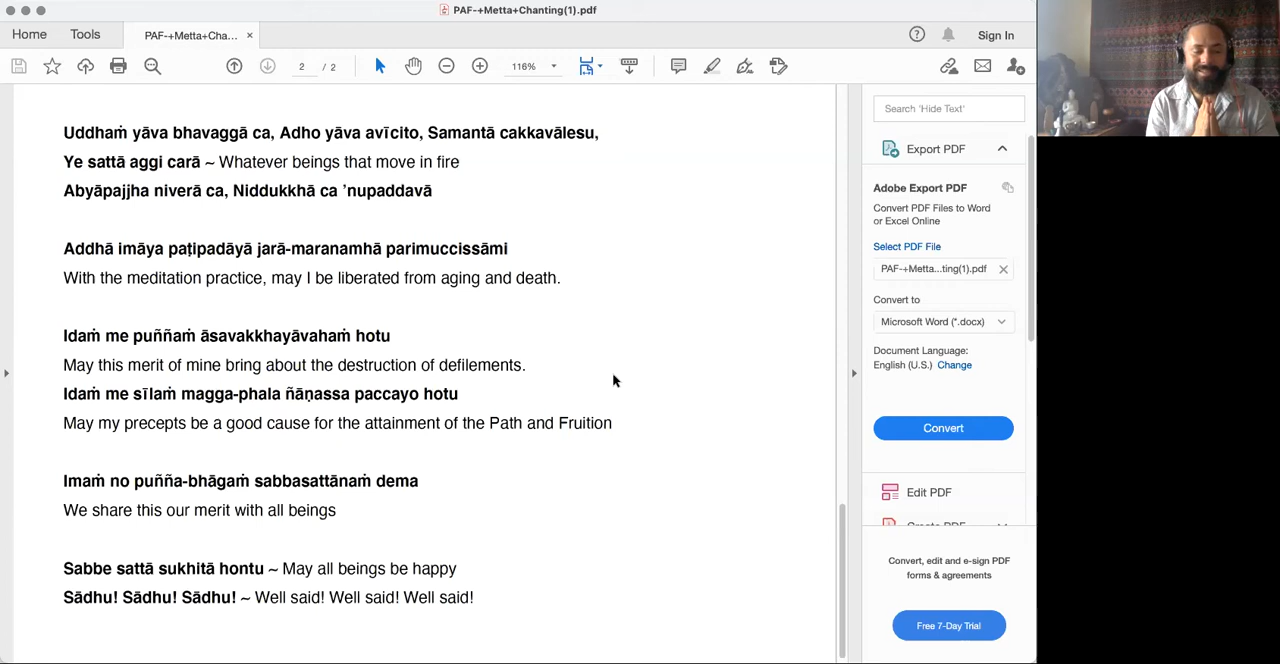 PAF-+Metta+Chanting(1).pdf
Home Tools PAF-+Metta+Cha... × Sign In
2 / 2 116%
Uddhaṁ yāva bhavaggā ca, Adho yāva avīcito, Samantā cakkavālesu,
Ye sattā aggi carā ~ Whatever beings that move in fire
Abyāpajjha niverā ca, Niddukkhā ca ’nupaddavā
Addhā imāya paṭipadāyā jarā-maranamhā parimuccissāmi
With the meditation practice, may I be liberated from aging and death.
Idaṁ me puññaṁ āsavakkhayāvahaṁ hotu
May this merit of mine bring about the destruction of defilements.
Idaṁ me sīlaṁ magga-phala ñāṇassa paccayo hotu
May my precepts be a good cause for the attainment of the Path and Fruition
Imaṁ no puñña-bhāgaṁ sabbasattānaṁ dema
We share this our merit with all beings
Sabbe sattā sukhitā hontu ~ May all beings be happy
Sādhu! Sādhu! Sādhu! ~ Well said! Well said! Well said!
Search 'Hide Text'
Export PDF
Adobe Export PDF
Convert PDF Files to Word
or Excel Online
Select PDF File
PAF-+Metta...ting(1).pdf
Convert to
Microsoft Word (*.docx)
Document Language:
English (U.S.) Change
Convert
Edit PDF
Create PDF
Convert, edit and e-sign PDF
forms & agreements
Free 7-Day Trial